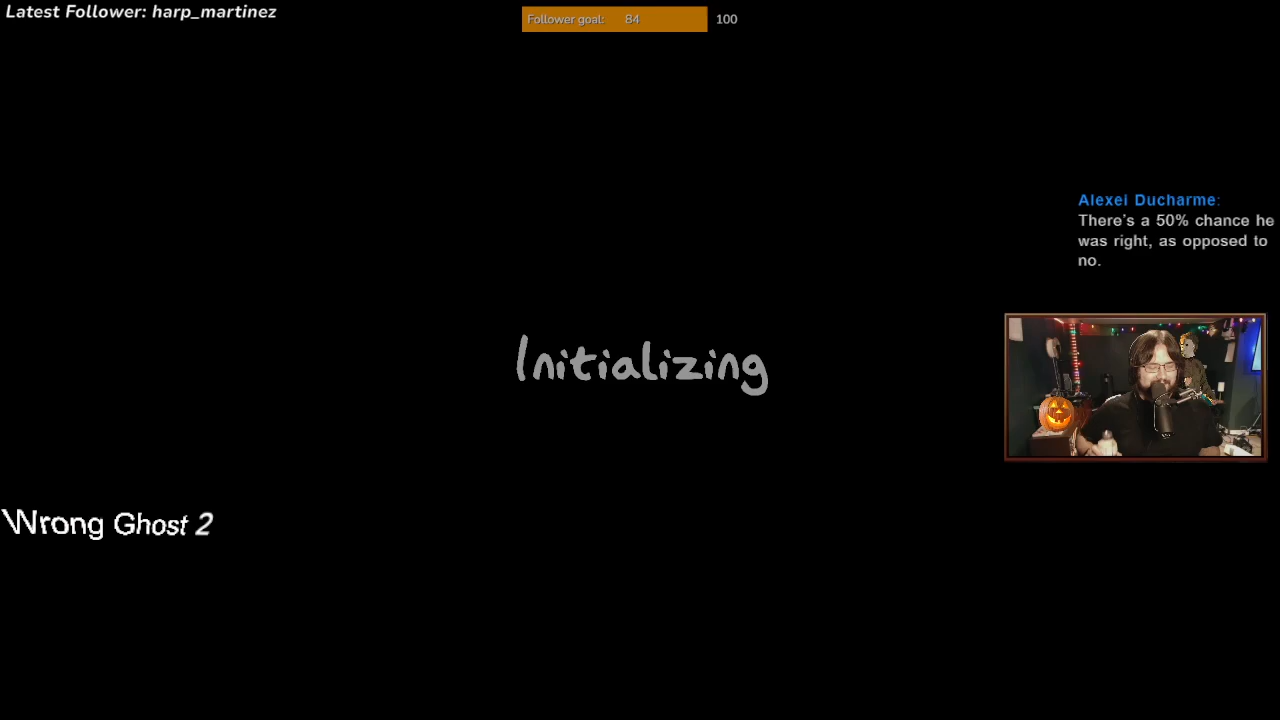 Latest Follower: harp_martinez
Follower goal: 84 100
Alexei Ducharme:
There's a 50% chance he
was right, as opposed to
no.
Initializing
Wrong Ghost 2